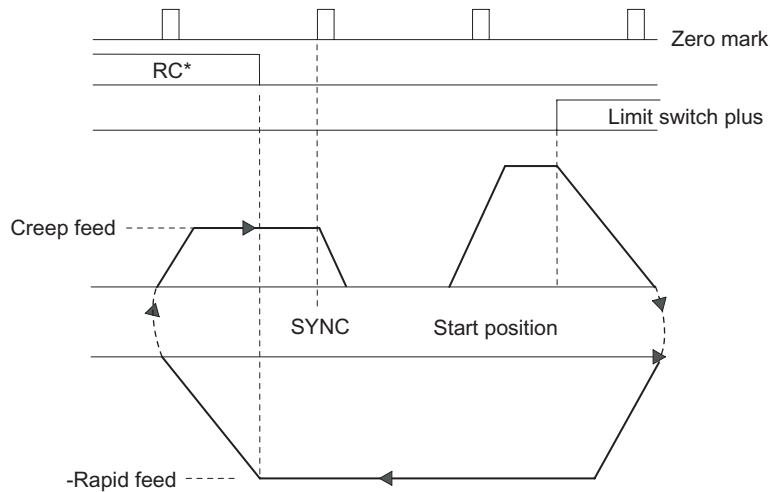 Zero mark
RC*
Limit switch plus
Creep feed
SYNC
Start position
-Rapid feed